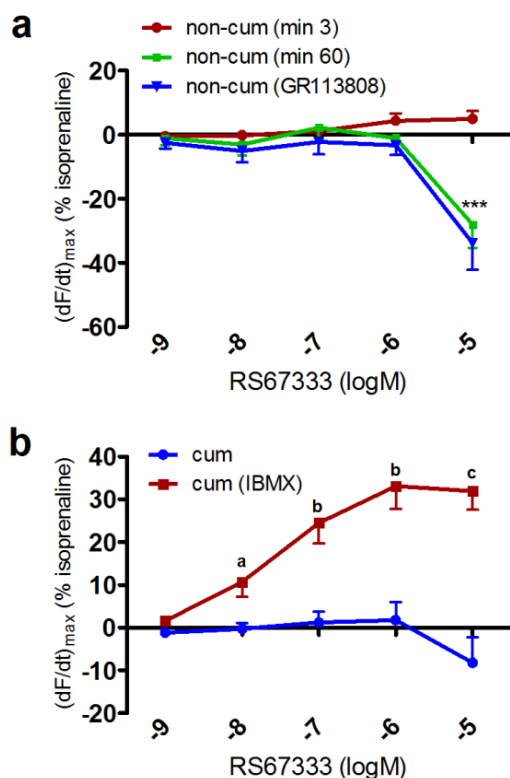 a
non-cum (min 3)
non-cum (min 60)
non-cum (GR113808)
(dF/dt)max (% isoprenaline)
20
0
-20
-40
-60
***
-9 -8 -7 -6 -5
RS67333 (logM)
b
cum
cum (IBMX)
(dF/dt)max (% isoprenaline)
40
30
20
10
0
-10
-20
a b b c
-9 -8 -7 -6 -5
RS67333 (logM)